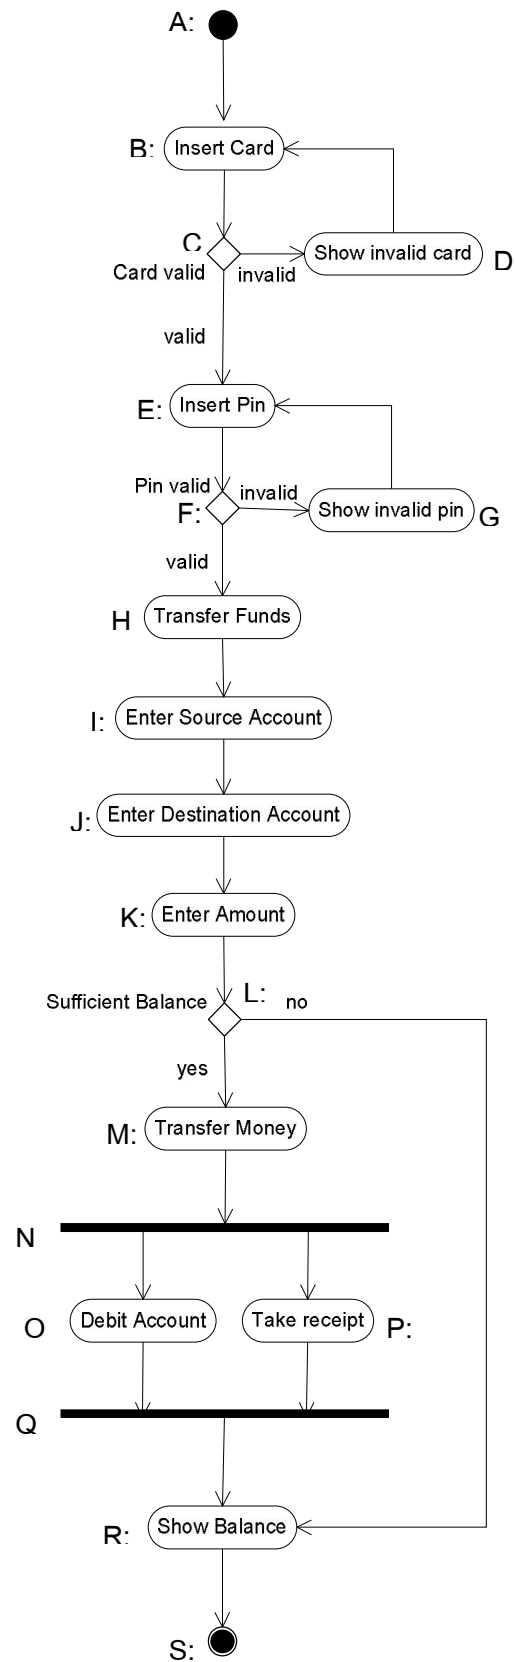 A:
B:
Insert Card
C
Card valid
invalid
Show invalid card
D
valid
E:
Insert Pin
Pin valid
invalid
F:
Show invalid pin
G
valid
H
Transfer Funds
I:
Enter Source Account
J:
Enter Destination Account
K:
Enter Amount
Sufficient Balance
L:
no
yes
M:
Transfer Money
N
O
Debit Account
Take receipt
P:
Q
R:
Show Balance
S: